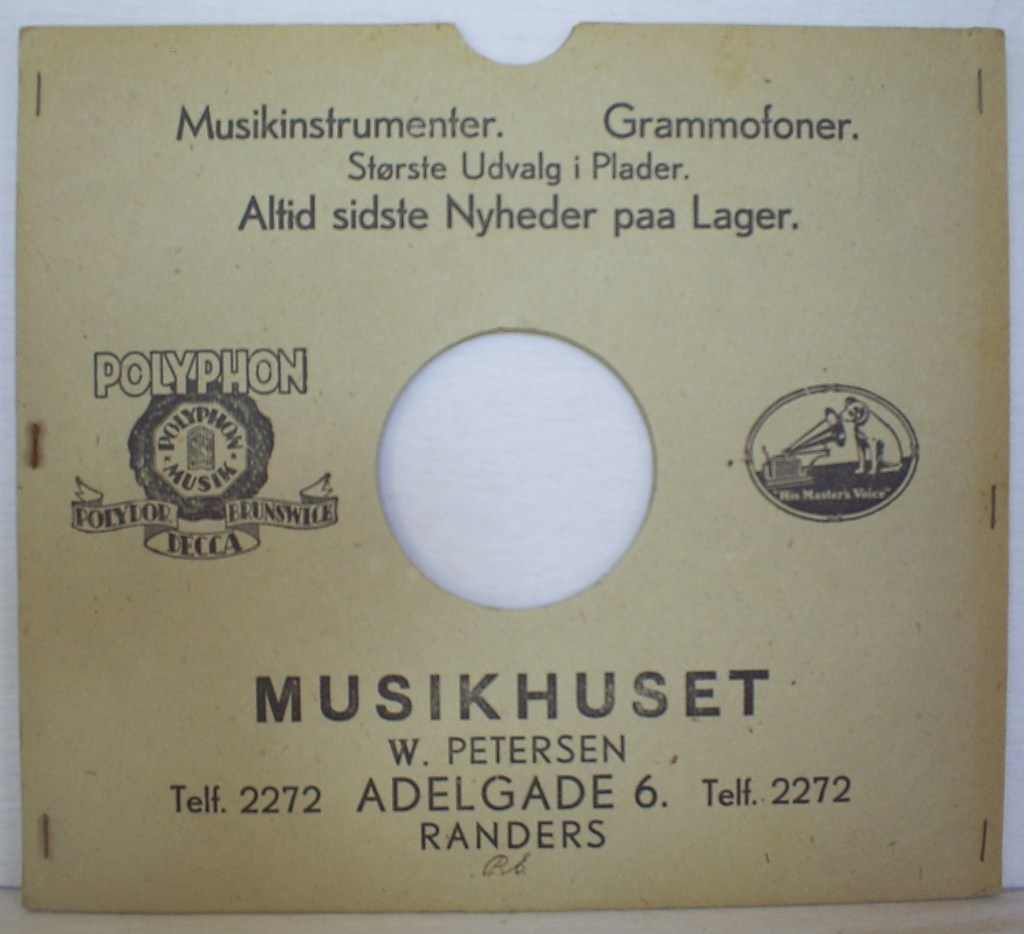 Musikinstrumenter. Grammofoner.
Største Udvalg i Plader.
Altid sidste Nyheder paa Lager.
POLYPHON
POLYPHON
MUSIK
POLYDOR BRUNSWICK
DECCA
"His Master's Voice"
MUSIKHUSET
W. PETERSEN
Telf. 2272 ADELGADE 6. Telf. 2272
RANDERS